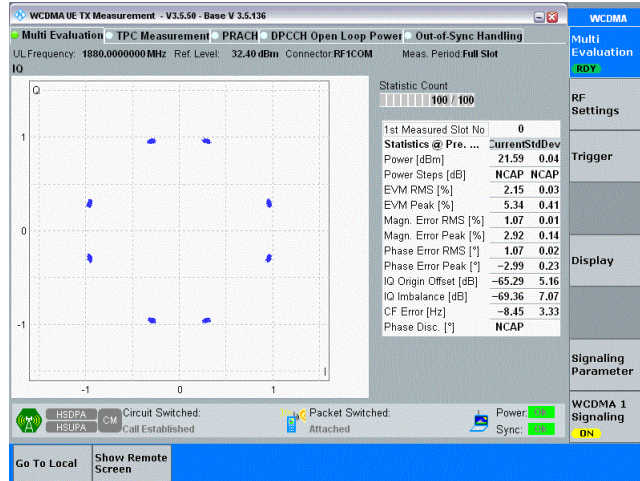 WCDMA UE TX Measurement - V3.5.50 - Base V 3.5.136
WCDMA
Multi Evaluation TPC Measurement PRACH DPCCH Open Loop Power Out-of-Sync Handling
Multi
Evaluation
RDY
UL Frequency: 1880.0000000 MHz Ref. Level: 32.40 dBm Connector:RF1COM Meas. Period:Full Slot
IQ
Q
1
0
-1
-1 0 1
I
Statistic Count
100 / 100
1st Measured Slot No 0
Statistics @ Pre. ... CurrentStdDev
Power [dBm] 21.59 0.04
Power Steps [dB] NCAP NCAP
EVM RMS [%] 2.15 0.03
EVM Peak [%] 5.34 0.41
Magn. Error RMS [%] 1.07 0.01
Magn. Error Peak [%] 2.92 0.14
Phase Error RMS [°] 1.07 0.02
Phase Error Peak [°] −2.99 0.23
IQ Origin Offset [dB] −65.29 5.16
IQ Imbalance [dB] −69.36 7.07
CF Error [Hz] −8.45 3.33
Phase Disc. [°] NCAP
RF
Settings
Trigger
Display
Signaling
Parameter
WCDMA 1
Signaling
ON
HSDPA
HSUPA
CM
Circuit Switched:
Call Established
Packet Switched:
Attached
Power: OK
Sync: OK
Go To Local
Show Remote
Screen